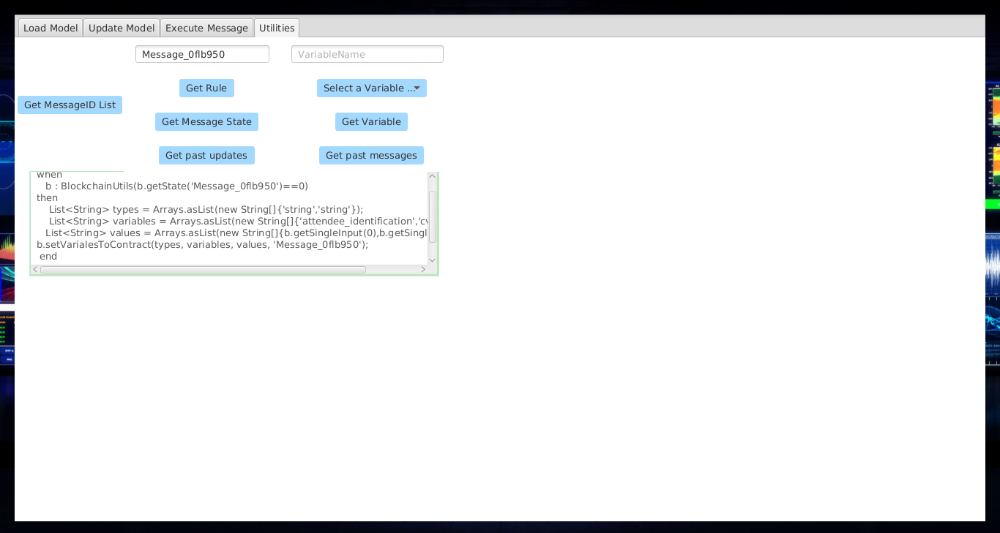 Load Model Update Model Execute Message Utilities
Message_0flb950 VariableName
Get Rule Select a Variable ...
Get MessageID List
Get Message State Get Variable
Get past updates Get past messages
when
b : BlockchainUtils(b.getState('Message_0flb950')==0)
then
List<String> types = Arrays.asList(new String[]{'string','string'});
List<String> variables = Arrays.asList(new String[]{'attendee_identification','cv
List<String> values = Arrays.asList(new String[]{b.getSingleInput(0),b.getSingl
b.setVarialesToContract(types, variables, values, 'Message_0flb950');
end